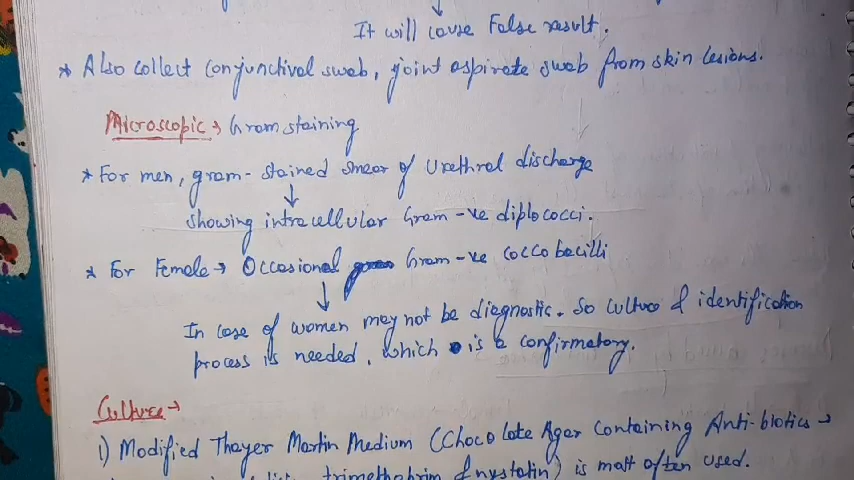 It will cause False result.
* Also collect conjunctival swab, joint aspirate swab from skin lesions.
Microscopic → Gram staining
* For men, gram-stained smear of Urethral discharge
↓
showing intracellular Gram -ve diplococci.
* For Female → Occasional Gram-ve coccobacilli
↓
In case of women may not be diagnostic. So culture & identification
process is needed, which is a confirmatory.
Culture →
1) Modified Thayer Martin Medium (Chocolate Agar Containing Anti-biotics →
trimethoprim & nystatin) is often used.